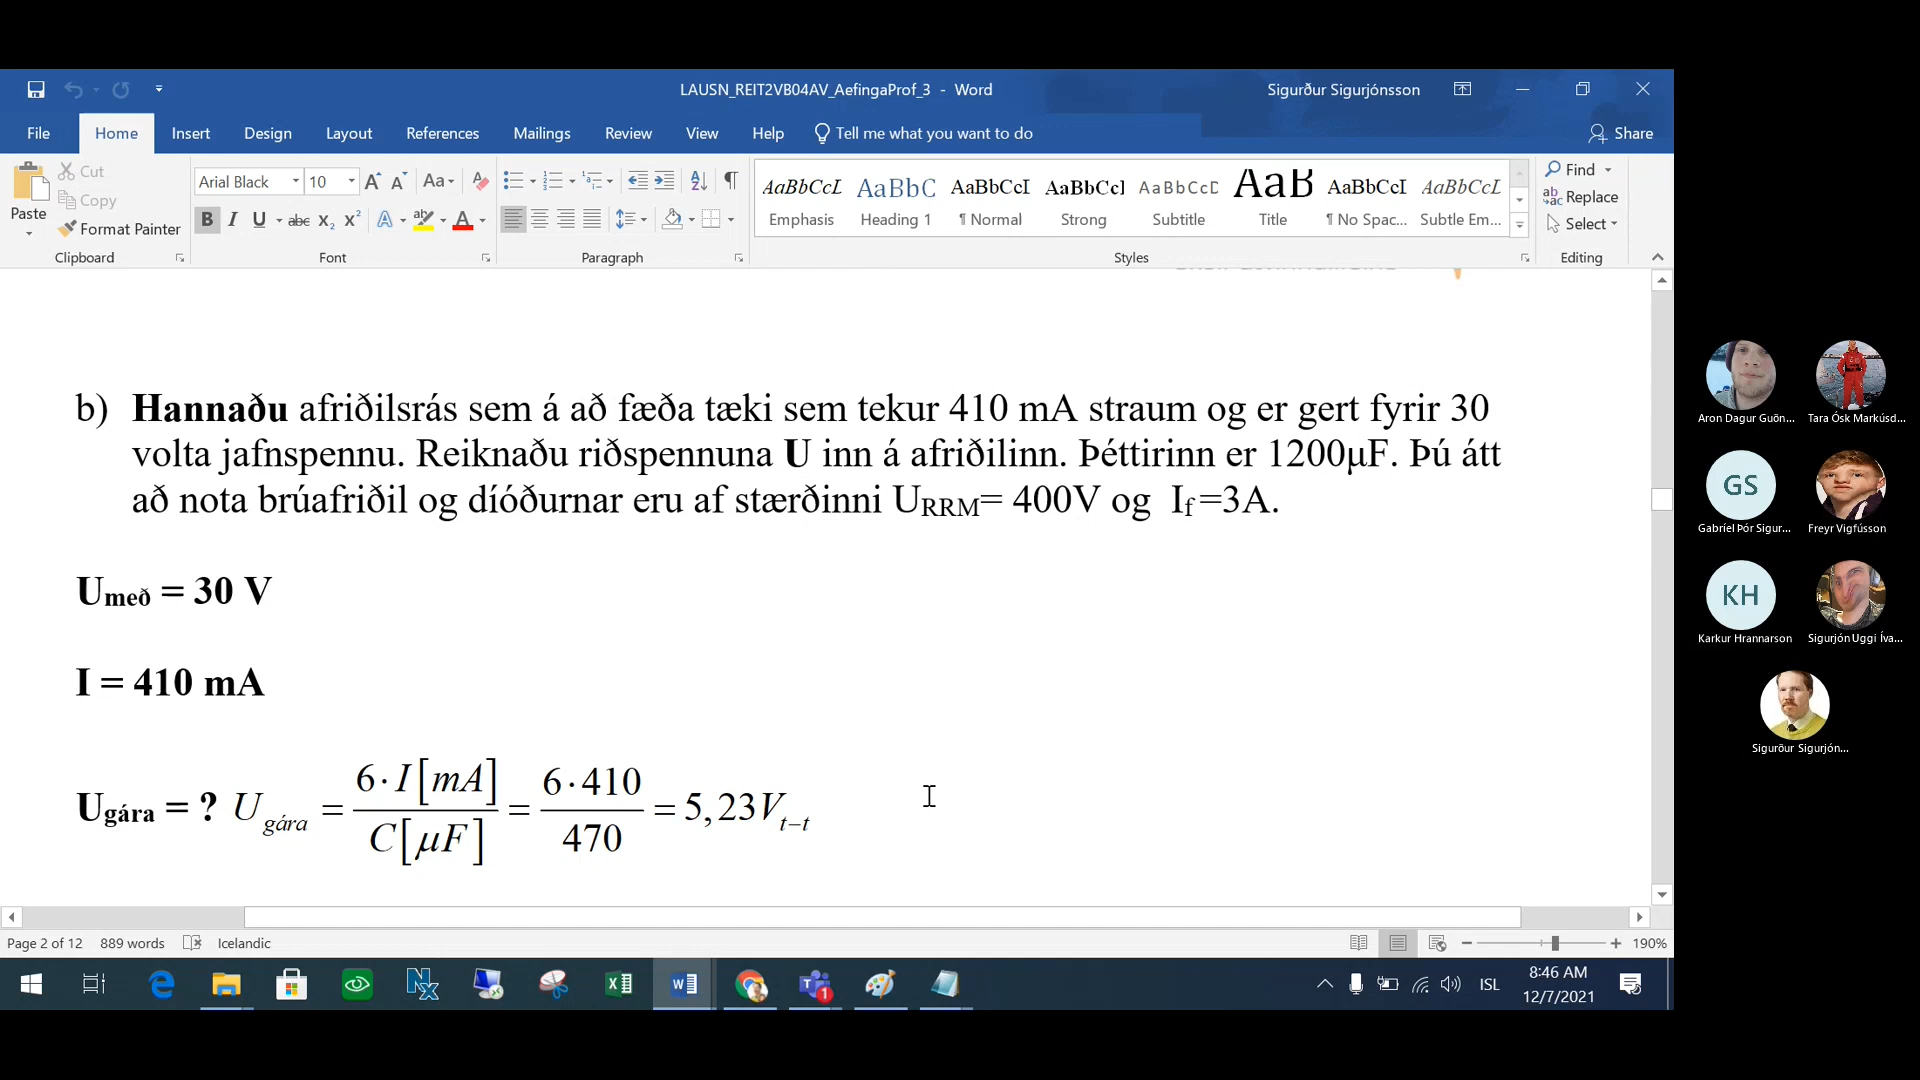 LAUSN_REIT2VB04AV_AefingaProf_3 - Word
Sigurður Sigurjónsson
File Home Insert Design Layout References Mailings Review View Help Tell me what you want to do Share
Paste
Cut
Copy
Format Painter
Clipboard
Arial Black 10
Font
Paragraph
AaBbCcL AaBbC AaBbCcI AaBbCcl AaBbCcD AaB AaBbCcI AaBbCcL
Emphasis Heading 1 ¶ Normal Strong Subtitle Title ¶ No Spac... Subtle Em...
Styles
Find
Replace
Select
Editing
b) Hannaðu afriðilsrás sem á að fæða tæki sem tekur 410 mA straum og er gert fyrir 30
volta jafnspennu. Reiknaðu riðspennuna U inn á afriðilinn. Þéttirinn er 1200µF. Þú átt
að nota brúafriðil og díóðurnar eru af stærðinni URRM= 400V og If =3A.
Umeð = 30 V
I = 410 mA
Ugára = ? U gára = 6·I[mA] / C[µF] = 6·410 / 470 = 5,23V t−t
Page 2 of 12 889 words Icelandic 190%
ISL
8:46 AM
12/7/2021
Aron Dagur Guðn... Tara Ósk Markúsd...
GS
Gabríel Þór Sigur... Freyr Vigfússon
KH
Karkur Hrannarson Sigurjón Uggi Íva...
Sigurður Sigurjón...